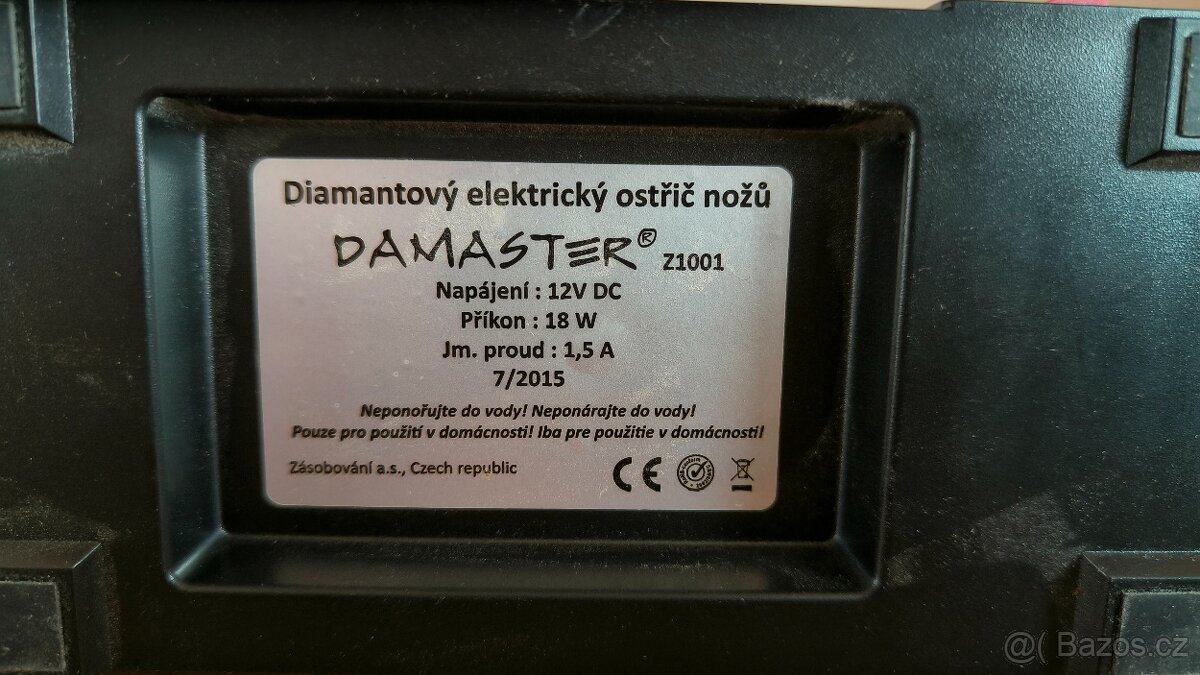 Diamantový elektrický ostřič nožů
DAMASTER® Z1001
Napájení : 12V DC
Příkon : 18 W
Jm. proud : 1,5 A
7/2015
Neponořujte do vody! Neponárajte do vody!
Pouze pro použití v domácnosti! Iba pre použitie v domácnosti!
Zásobování a.s., Czech republic
CE
@( Bazos.cz